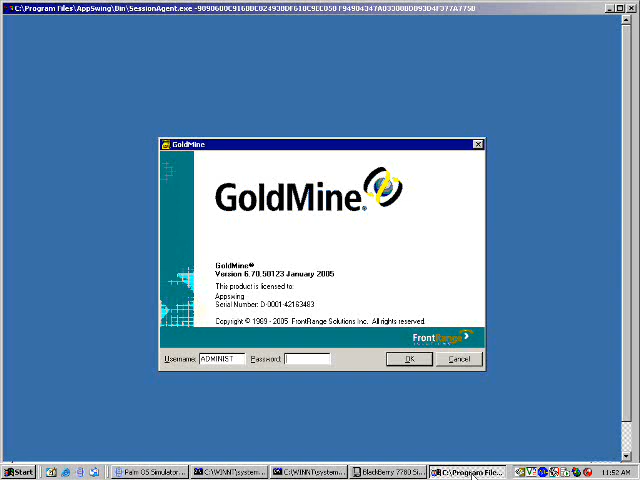 C:\Program Files\AppSwing\Bin\SessionAgent.exe
GoldMine
GoldMine
GoldMine®
Version 6.70.50123 January 2005
This product is licensed to:
Appswing
Serial Number: D-0001-42163483
Copyright © 1989 - 2005 FrontRange Solutions Inc. All rights reserved.
FrontRange
SOLUTIONS
Username: ADMINIST Password: OK Cancel
Start Palm OS Simulator... C:\WINNT\system... C:\WINNT\system... BlackBerry 7780 Si... C:\Program File... 11:52 AM